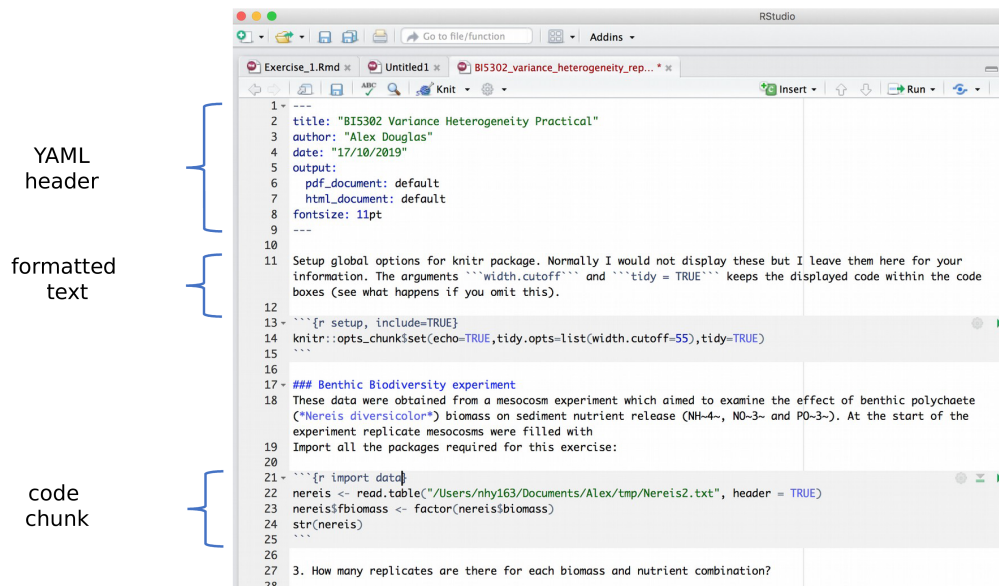 RStudio
Go to file/function
Addins
Exercise_1.Rmd
Untitled1
BI5302_variance_heterogeneity_rep... *
ABC
Knit
Insert
Run
YAML
header
formatted
text
code
chunk
1 ---
2 title: "BI5302 Variance Heterogeneity Practical"
3 author: "Alex Douglas"
4 date: "17/10/2019"
5 output:
6   pdf_document: default
7   html_document: default
8 fontsize: 11pt
9 ---
10
11 Setup global options for knitr package. Normally I would not display these but I leave them here for your
information. The arguments ```width.cutoff``` and ```tidy = TRUE``` keeps the displayed code within the code
boxes (see what happens if you omit this).
12
13 ```{r setup, include=TRUE}
14 knitr::opts_chunk$set(echo=TRUE,tidy.opts=list(width.cutoff=55),tidy=TRUE)
15 ```
16
17 ### Benthic Biodiversity experiment
18 These data were obtained from a mesocosm experiment which aimed to examine the effect of benthic polychaete
(*Nereis diversicolor*) biomass on sediment nutrient release (NH~4~, NO~3~ and PO~3~). At the start of the
experiment replicate mesocosms were filled with
19 Import all the packages required for this exercise:
20
21 ```{r import data}
22 nereis <- read.table("/Users/nhy163/Documents/Alex/tmp/Nereis2.txt", header = TRUE)
23 nereis$fbiomass <- factor(nereis$biomass)
24 str(nereis)
25 ```
26
27 3. How many replicates are there for each biomass and nutrient combination?
28